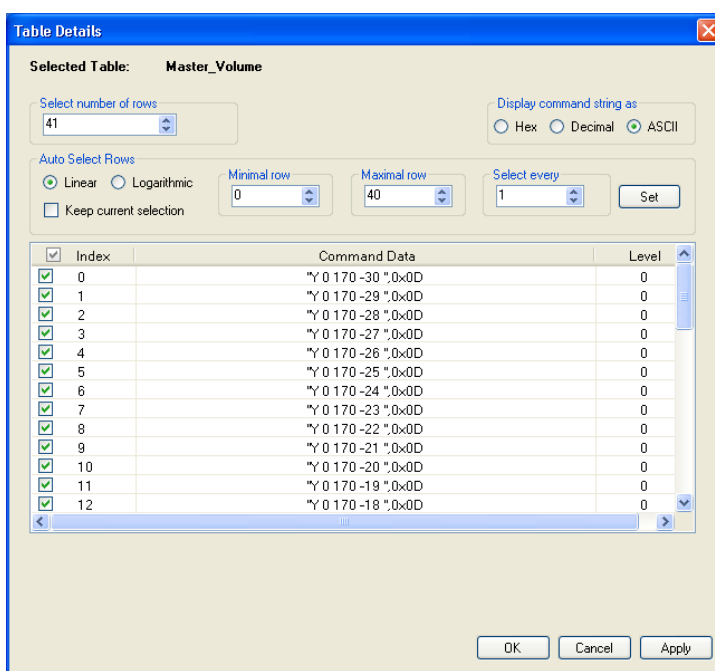 Table Details
Selected Table: Master_Volume
Select number of rows
41
Display command string as
Hex Decimal ASCII
Auto Select Rows
Linear Logarithmic
Keep current selection
Minimal row
0
Maximal row
40
Select every
1
Set
Index Command Data Level
0 "Y 0 170 -30 ",0x0D 0
1 "Y 0 170 -29 ",0x0D 0
2 "Y 0 170 -28 ",0x0D 0
3 "Y 0 170 -27 ",0x0D 0
4 "Y 0 170 -26 ",0x0D 0
5 "Y 0 170 -25 ",0x0D 0
6 "Y 0 170 -24 ",0x0D 0
7 "Y 0 170 -23 ",0x0D 0
8 "Y 0 170 -22 ",0x0D 0
9 "Y 0 170 -21 ",0x0D 0
10 "Y 0 170 -20 ",0x0D 0
11 "Y 0 170 -19 ",0x0D 0
12 "Y 0 170 -18 ",0x0D 0
OK Cancel Apply